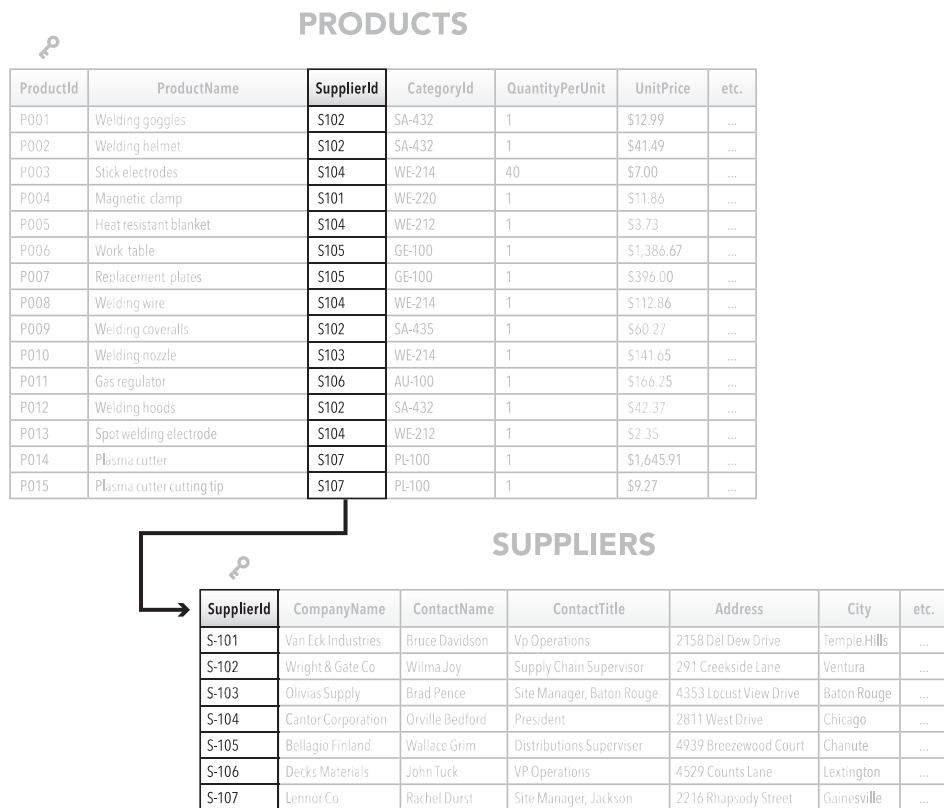 PRODUCTS
ProductId ProductName SupplierId CategoryId QuantityPerUnit UnitPrice etc.
P001 Welding goggles S102 SA-432 1 $12.99 ...
P002 Welding helmet S102 SA-432 1 $41.49 ...
P003 Stick electrodes S104 WE-214 40 $7.00 ...
P004 Magnetic clamp S101 WE-220 1 $11.86 ...
P005 Heat resistant blanket S104 WE-212 1 $3.73 ...
P006 Work table S105 GE-100 1 $1,386.67 ...
P007 Replacement plates S105 GE-100 1 $396.00 ...
P008 Welding wire S104 WE-214 1 $112.86 ...
P009 Welding coveralls S102 SA-435 1 $60.27 ...
P010 Welding nozzle S103 WE-214 1 $141.65 ...
P011 Gas regulator S106 AU-100 1 $166.25 ...
P012 Welding hoods S102 SA-432 1 $42.37 ...
P013 Spot welding electrode S104 WE-212 1 $2.35 ...
P014 Plasma cutter S107 PL-100 1 $1,645.91 ...
P015 Plasma cutter cutting tip S107 PL-100 1 $9.27 ...
SUPPLIERS
SupplierId CompanyName ContactName ContactTitle Address City etc.
S-101 Van Eck Industries Bruce Davidson Vp Operations 2158 Del Dew Drive Temple Hills ...
S-102 Wright & Gate Co Wilma Joy Supply Chain Supervisor 291 Creekside Lane Ventura ...
S-103 Olivias Supply Brad Pence Site Manager, Baton Rouge 4353 Locust View Drive Baton Rouge ...
S-104 Cantor Corporation Orville Bedford President 2811 West Drive Chicago ...
S-105 Bellagio Finland Wallace Grim Distributions Superviser 4939 Breezewood Court Chanute ...
S-106 Decks Materials John Tuck VP Operations 4529 Counts Lane Lextington ...
S-107 Lennor Co Rachel Durst Site Manager, Jackson 2216 Rhapsody Street Gainesville ...